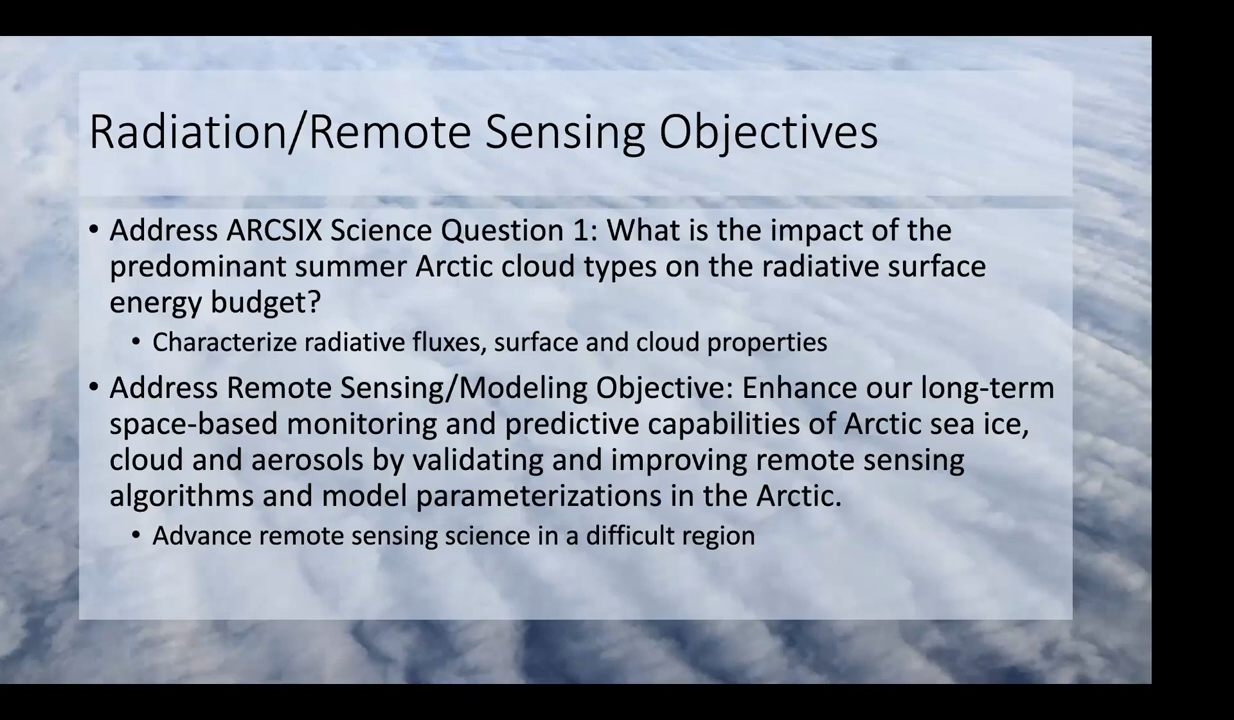 Radiation/Remote Sensing Objectives
• Address ARCSIX Science Question 1: What is the impact of the
predominant summer Arctic cloud types on the radiative surface
energy budget?
• Characterize radiative fluxes, surface and cloud properties
• Address Remote Sensing/Modeling Objective: Enhance our long-term
space-based monitoring and predictive capabilities of Arctic sea ice,
cloud and aerosols by validating and improving remote sensing
algorithms and model parameterizations in the Arctic.
• Advance remote sensing science in a difficult region